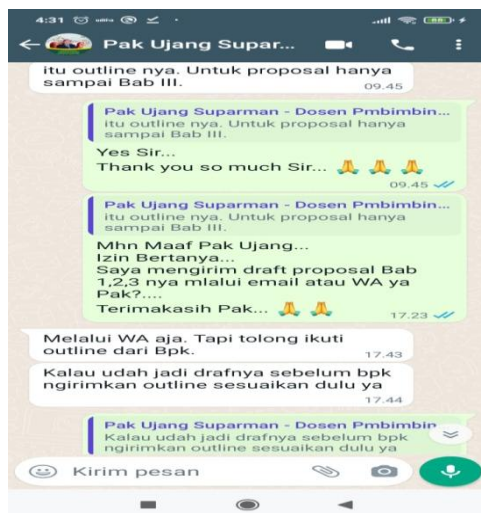 4:31
Pak Ujang Supar...
itu outline nya. Untuk proposal hanya
sampai Bab III.
09.45
Pak Ujang Suparman - Dosen Pmbimbin...
itu outline nya. Untuk proposal hanya
sampai Bab III.
Yes Sir...
Thank you so much Sir... 🙏 🙏 🙏
09.45
Pak Ujang Suparman - Dosen Pmbimbin...
itu outline nya. Untuk proposal hanya
sampai Bab III.
Mhn Maaf Pak Ujang...
Izin Bertanya...
Saya mengirim draft proposal Bab
1,2,3 nya mlalui email atau WA ya
Pak?....
Terimakasih Pak... 🙏 🙏
17.23
Melalui WA aja. Tapi tolong ikuti
outline dari Bpk.
17.43
Kalau udah jadi drafnya sebelum bpk
ngirimkan outline sesuaikan dulu ya
17.44
Pak Ujang Suparman - Dosen Pmbimbin
Kalau udah jadi drafnya sebelum bpk
ngirimkan outline sesuaikan dulu ya
Kirim pesan